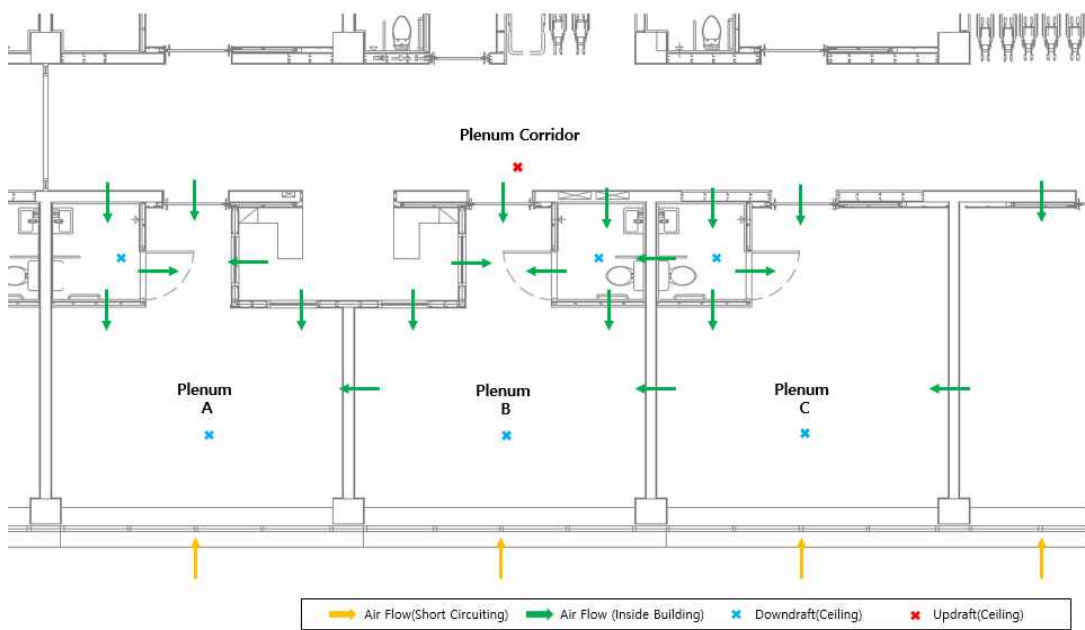 Plenum Corridor
Plenum
A
Plenum
B
Plenum
C
Air Flow(Short Circuiting)
Air Flow (Inside Building)
Downdraft(Ceiling)
Updraft(Ceiling)